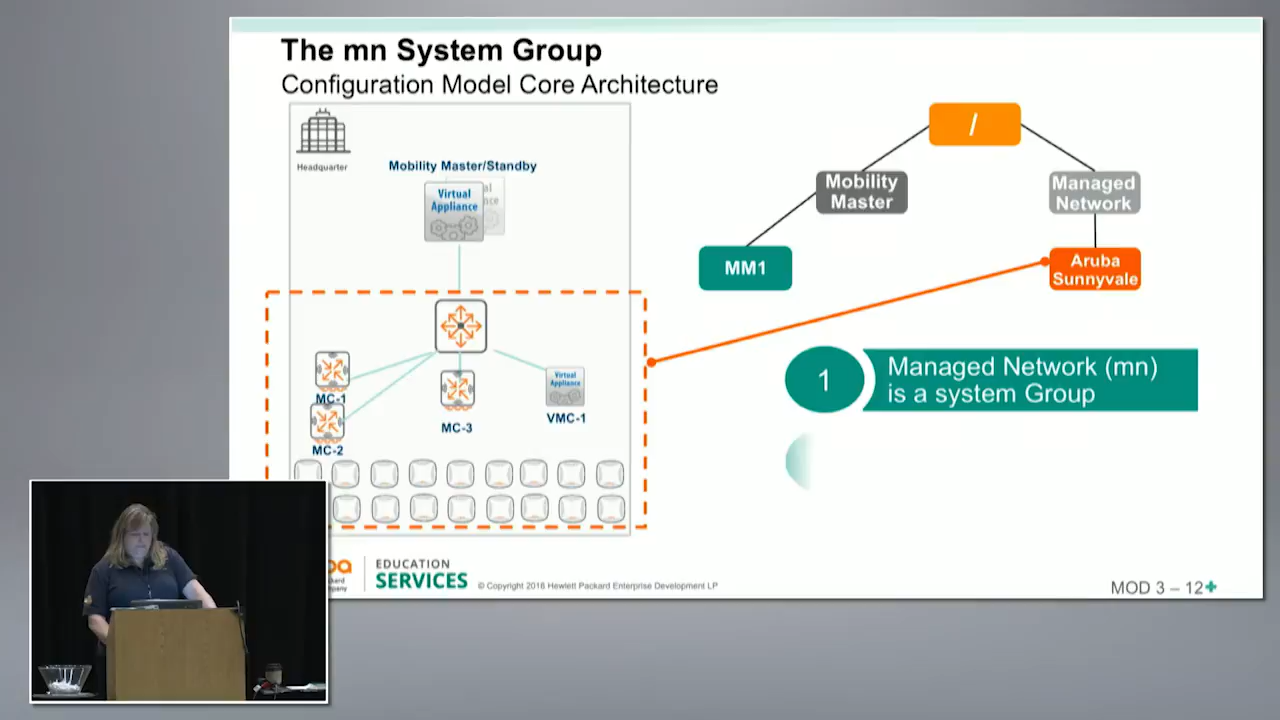 The mn System Group
Configuration Model Core Architecture
Headquarter
Mobility Master/Standby
Virtual
Appliance
MC-1
MC-2
MC-3
Virtual
Appliance
VMC-1
/
Mobility
Master
Managed
Network
MM1
Aruba
Sunnyvale
1
Managed Network (mn)
is a system Group
EDUCATION
SERVICES
© Copyright 2016 Hewlett Packard Enterprise Development LP
MOD 3 – 12